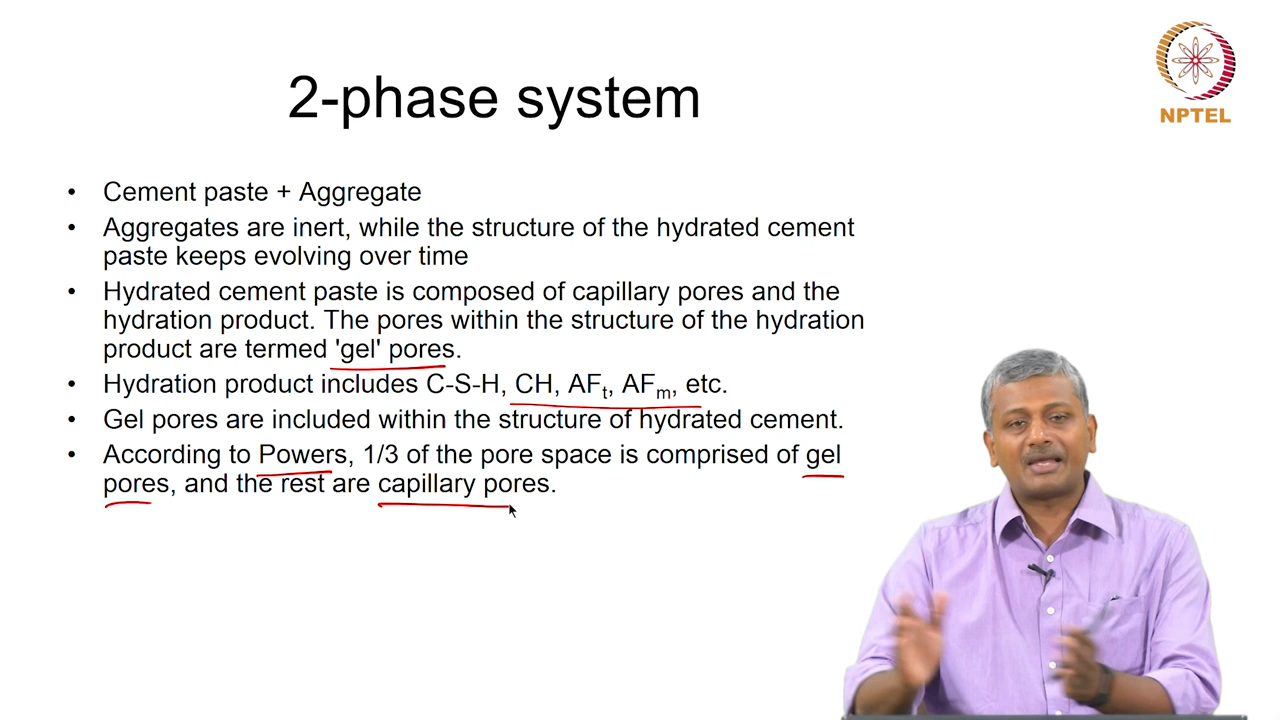 2-phase system
NPTEL
• Cement paste + Aggregate
• Aggregates are inert, while the structure of the hydrated cement
paste keeps evolving over time
• Hydrated cement paste is composed of capillary pores and the
hydration product. The pores within the structure of the hydration
product are termed 'gel' pores.
• Hydration product includes C-S-H, CH, AFt, AFm, etc.
• Gel pores are included within the structure of hydrated cement.
• According to Powers, 1/3 of the pore space is comprised of gel
pores, and the rest are capillary pores.